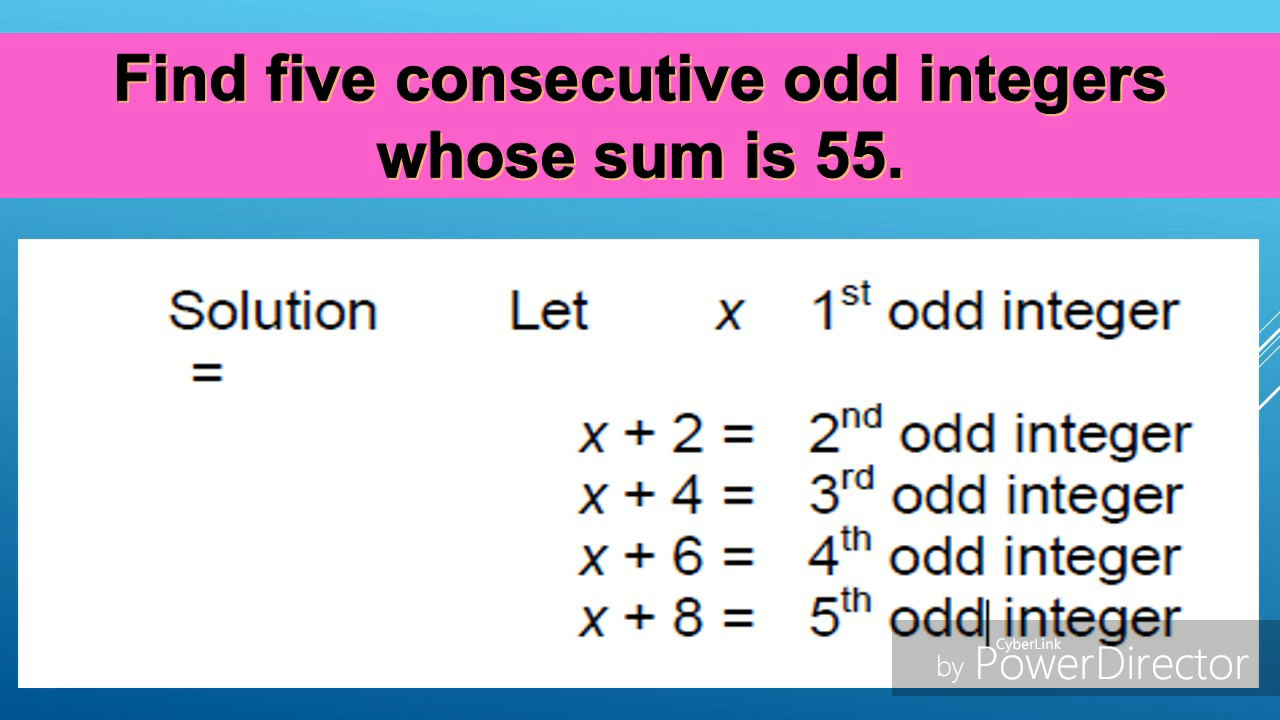 Find five consecutive odd integers
whose sum is 55.
Solution Let x 1st odd integer
=
x + 2 = 2nd odd integer
x + 4 = 3rd odd integer
x + 6 = 4th odd integer
x + 8 = 5th odd integer
CyberLink
by PowerDirector